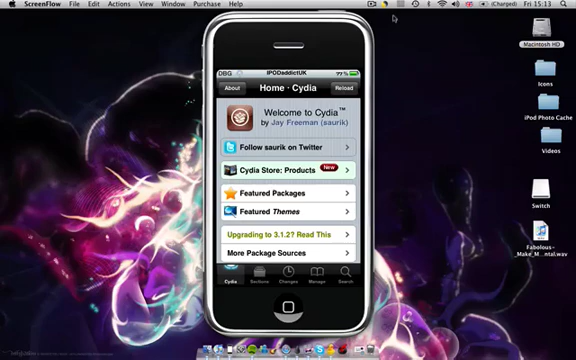 ScreenFlow File Edit Actions View Window Purchase Help (Charged) Fri 15:13
DBG IPODaddictUK 77%
About Home · Cydia Reload
Welcome to Cydia™
by Jay Freeman (saurik)
Follow saurik on Twitter
Cydia Store: Products New
Featured Packages
Featured Themes
Upgrading to 3.1.2? Read This
More Package Sources
Cydia Sections Changes Manage Search
Macintosh HD
Icons
iPod Photo Cache
Videos
Switch
Fabolous -
_Make_M...et.wav